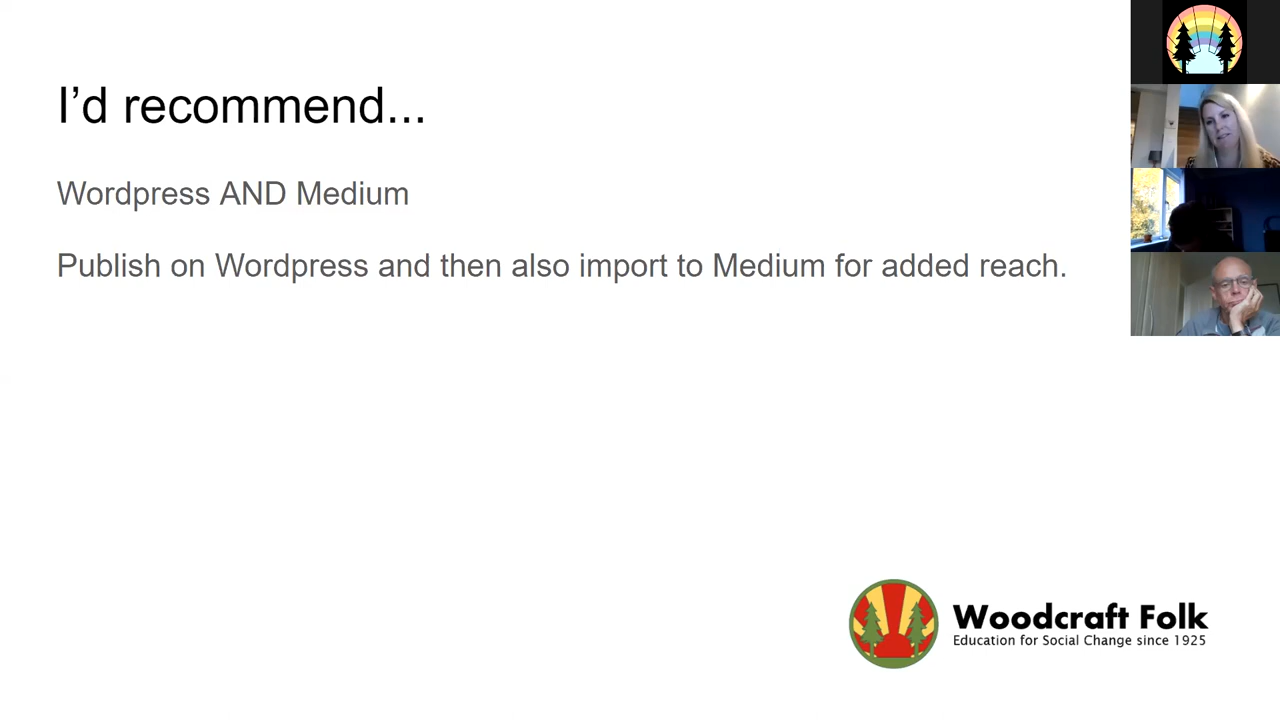 I’d recommend...
Wordpress AND Medium
Publish on Wordpress and then also import to Medium for added reach.
Woodcraft Folk
Education for Social Change since 1925